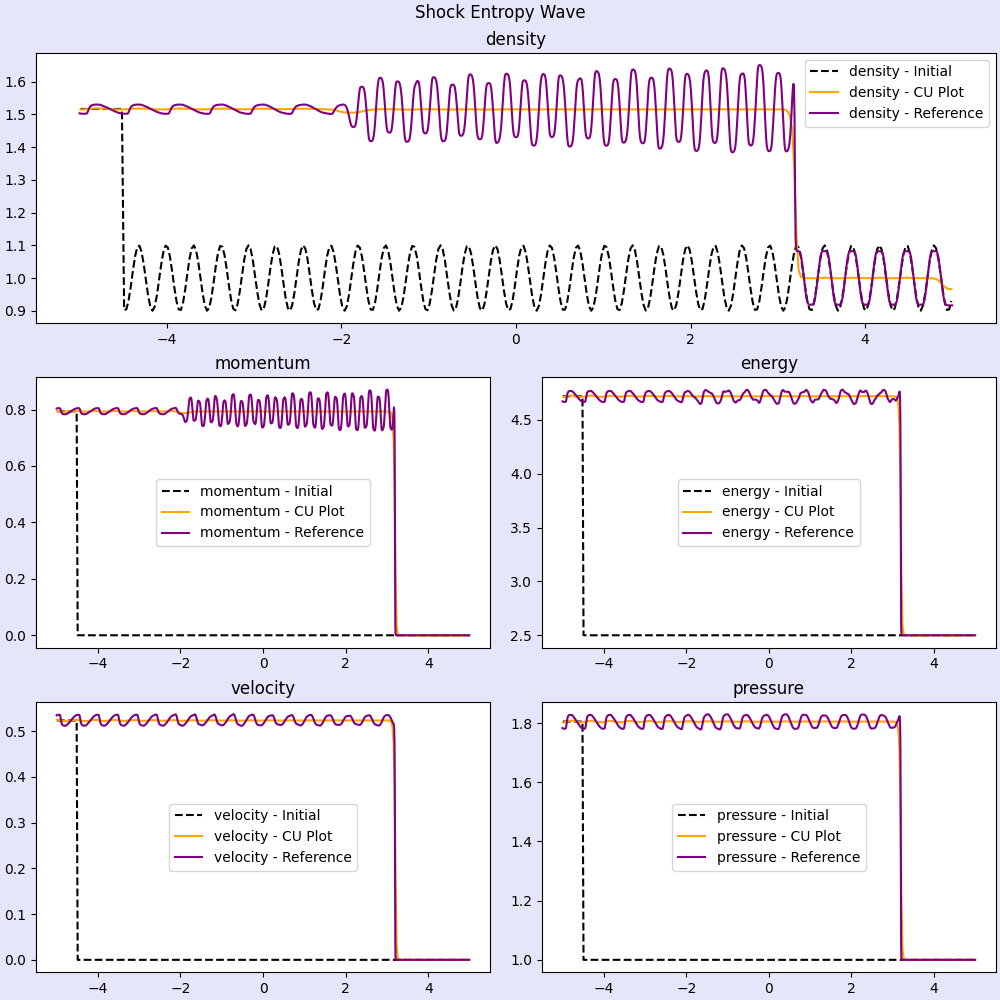 Shock Entropy Wave
density
1.6
1.5
1.4
1.3
1.2
1.1
1.0
0.9
density - Initial
density - CU Plot
density - Reference
−4 −2 0 2 4
momentum
0.8
0.6
0.4
0.2
0.0
momentum - Initial
momentum - CU Plot
momentum - Reference
−4 −2 0 2 4
energy
4.5
4.0
3.5
3.0
2.5
energy - Initial
energy - CU Plot
energy - Reference
−4 −2 0 2 4
velocity
0.5
0.4
0.3
0.2
0.1
0.0
velocity - Initial
velocity - CU Plot
velocity - Reference
−4 −2 0 2 4
pressure
1.8
1.6
1.4
1.2
1.0
pressure - Initial
pressure - CU Plot
pressure - Reference
−4 −2 0 2 4